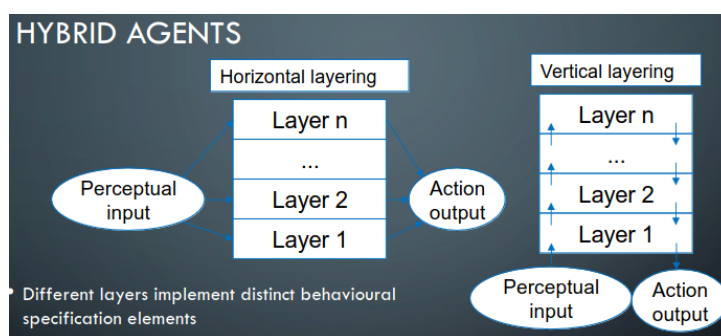 HYBRID AGENTS
Horizontal layering
Layer n
...
Layer 2
Layer 1
Perceptual
input
Action
output
Vertical layering
Layer n
...
Layer 2
Layer 1
Perceptual
input
Action
output
• Different layers implement distinct behavioural
specification elements